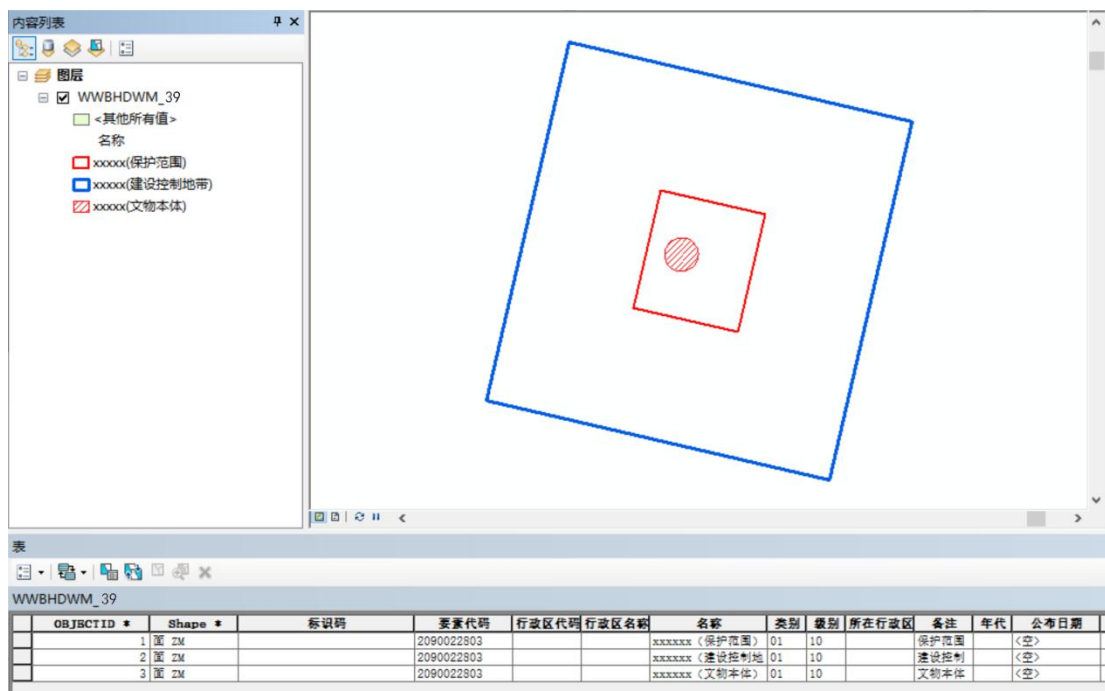 内容列表
图层
WWBHDWM_39
<其他所有值>
名称
xxxxx(保护范围)
xxxxx(建设控制地带)
xxxxx(文物本体)
表
WWBHDWM_39
OBJECTID * Shape * 标识码 要素代码 行政区代码 行政区名称 名称 类别 级别 所在行政区 备注 年代 公布日期
1 面 ZM 2090022803 xxxxxx（保护范围） 01 10 保护范围 <空>
2 面 ZM 2090022803 xxxxxx（建设控制地 01 10 建设控制 <空>
3 面 ZM 2090022803 xxxxxx（文物本体） 01 10 文物本体 <空>